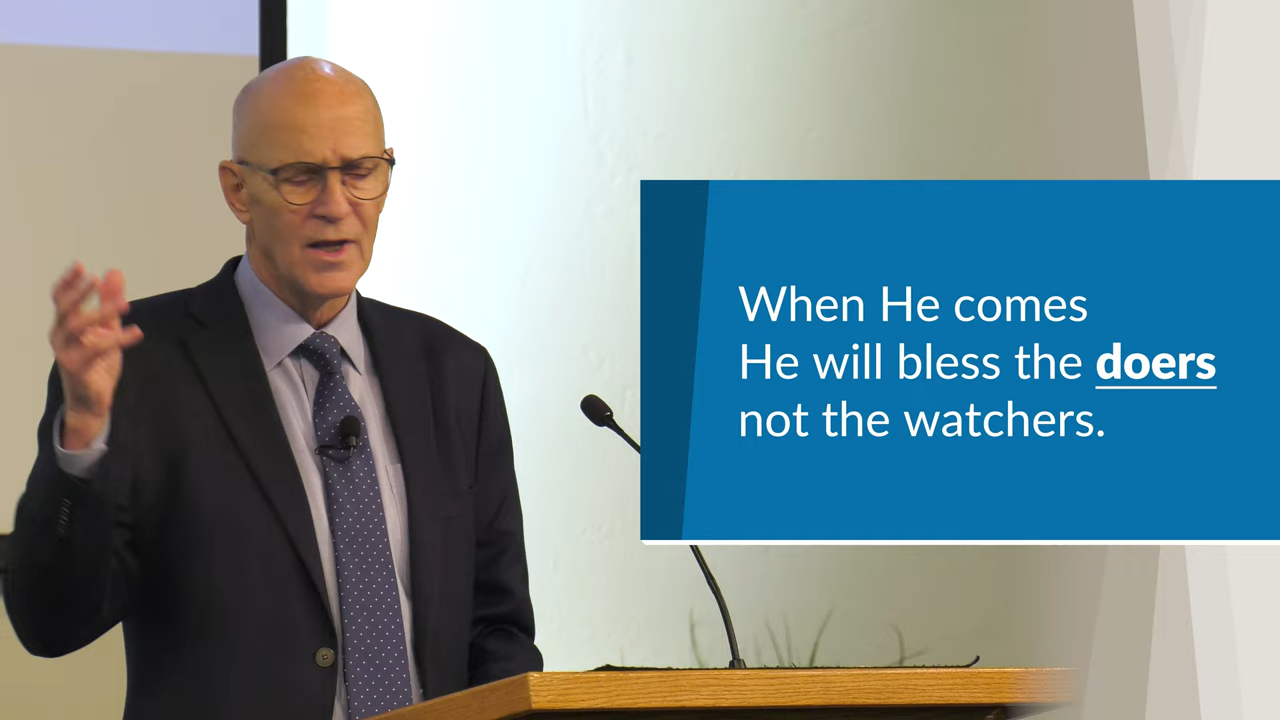 When He comes
He will bless the doers
not the watchers.